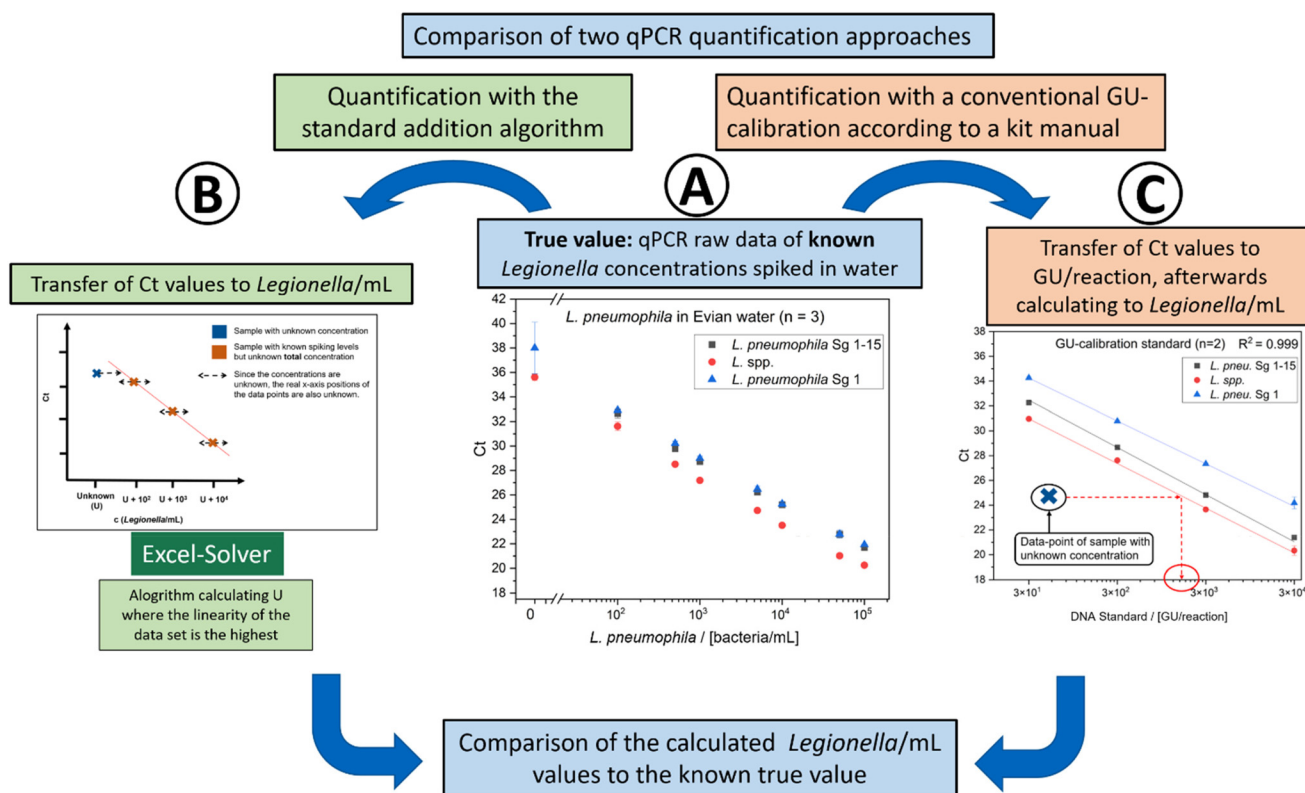 Comparison of two qPCR quantification approaches
Quantification with the
standard addition algorithm
Quantification with a conventional GU-
calibration according to a kit manual
B
A
C
Transfer of Ct values to Legionella/mL
ct
Sample with unknown concentration
Sample with known spiking levels
but unknown total concentration
Since the concentrations are
unknown, the real x-axis positions of
the data points are also unknown.
Unknown
(U)
U + 10²
U + 10³
U + 10⁴
c (Legionella/mL)
Excel-Solver
Alogrithm calculating U
where the linearity of the
data set is the highest
True value: qPCR raw data of known
Legionella concentrations spiked in water
L. pneumophila in Evian water (n = 3)
L. pneumophila Sg 1-15
L. spp.
L. pneumophila Sg 1
Ct
42
40
38
36
34
32
30
28
26
24
22
20
18
0
10²
10³
10⁴
10⁵
L. pneumophila / [bacteria/mL]
Transfer of Ct values to
GU/reaction, afterwards
calculating to Legionella/mL
GU-calibration standard (n=2) R² = 0.999
L. pneu. Sg 1-15
L. spp.
L. pneu. Sg 1
Ct
38
36
34
32
30
28
26
24
22
20
18
Data-point of sample with
unknown concentration
3×10¹
3×10²
3×10³
3×10⁴
DNA Standard / [GU/reaction]
Comparison of the calculated Legionella/mL
values to the known true value